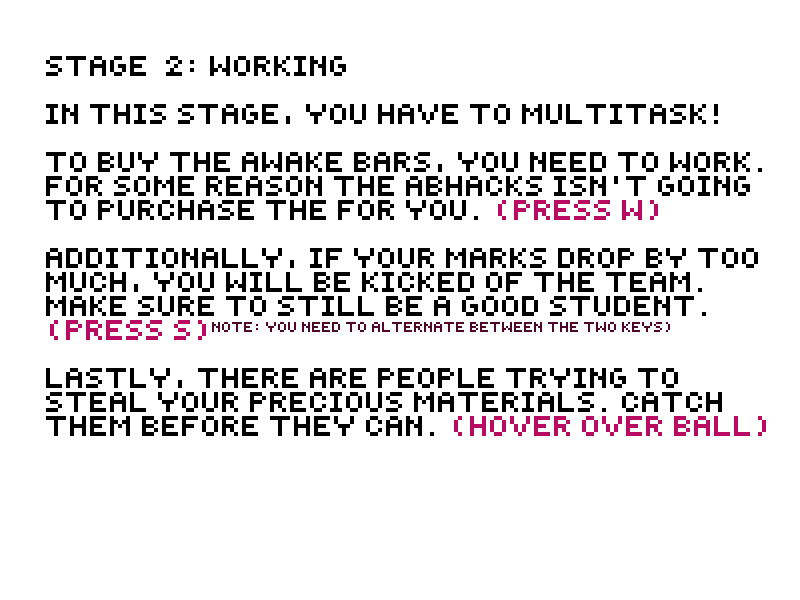 STAGE 2: WORKING
IN THIS STAGE, YOU HAVE TO MULTITASK!
TO BUY THE AWAKE BARS, YOU NEED TO WORK.
FOR SOME REASON THE ABHACKS ISN'T GOING
TO PURCHASE THE FOR YOU. (PRESS W)
ADDITIONALLY, IF YOUR MARKS DROP BY TOO
MUCH, YOU WILL BE KICKED OF THE TEAM.
MAKE SURE TO STILL BE A GOOD STUDENT.
(PRESS S) NOTE: YOU NEED TO ALTERNATE BETWEEN THE TWO KEYS)
LASTLY, THERE ARE PEOPLE TRYING TO
STEAL YOUR PRECIOUS MATERIALS. CATCH
THEM BEFORE THEY CAN. (HOVER OVER BALL)